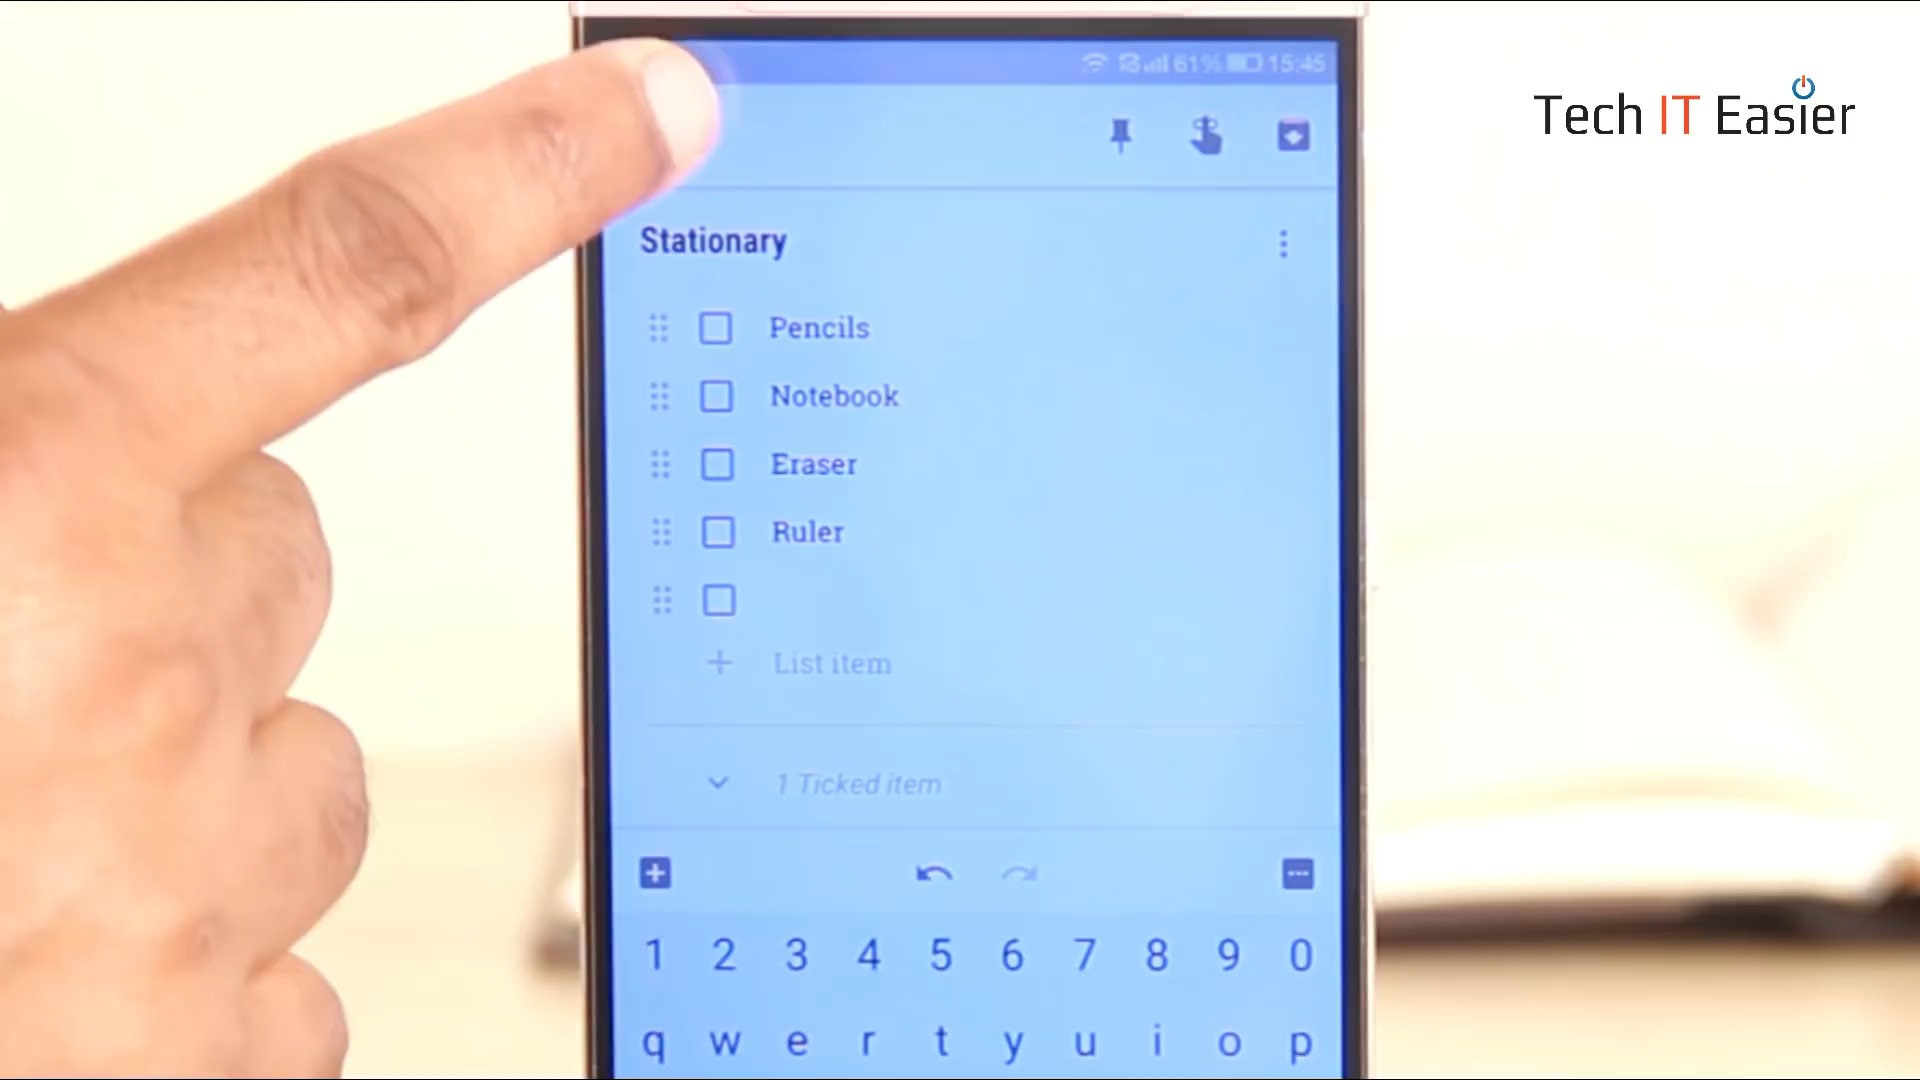 61% 15:45
Tech IT Easier
Stationary
Pencils
Notebook
Eraser
Ruler
+ List item
1 Ticked item
1 2 3 4 5 6 7 8 9 0
q w e r t y u i o p